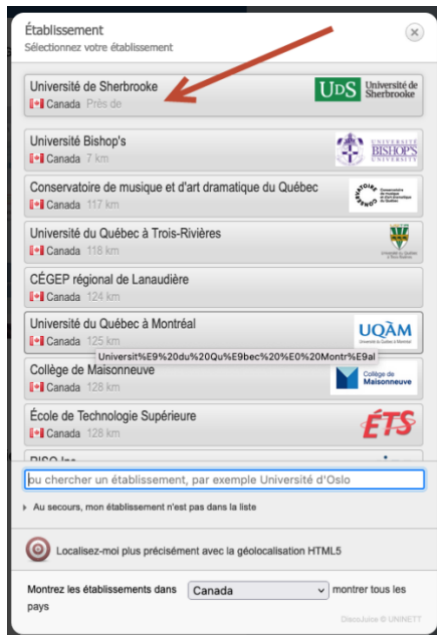 Établissement
Sélectionnez votre établissement
Université de Sherbrooke
Canada Près de
UDS Université de Sherbrooke
Université Bishop's
Canada 7 km
UNIVERSITÉ
BISHOP'S
UNIVERSITY
Conservatoire de musique et d'art dramatique du Québec
Canada 117 km
Université du Québec à Trois-Rivières
Canada 118 km
CÉGEP régional de Lanaudière
Canada 124 km
Université du Québec à Montréal
Canada 125 km
UQÀM
Universit%E9%20du%20Qu%E9bec%20%E0%20Montr%E9al
Collège de Maisonneuve
Canada 128 km
Collège de
Maisonneuve
École de Technologie Supérieure
Canada 128 km
ÉTS
ou chercher un établissement, par exemple Université d'Oslo
Au secours, mon établissement n'est pas dans la liste
Localisez-moi plus précisément avec la géolocalisation HTML5
Montrez les établissements dans Canada montrer tous les
pays
DiscoJuice © UNINETT